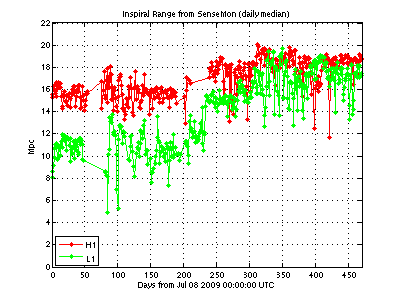 Inspiral Range from SenseMon (daily median)
22
20
18
16
14
12
10
8
6
4
2
0
Mpc
H1
L1
0 50 100 150 200 250 300 350 400 450
Days from Jul 08 2009 00:00:00 UTC